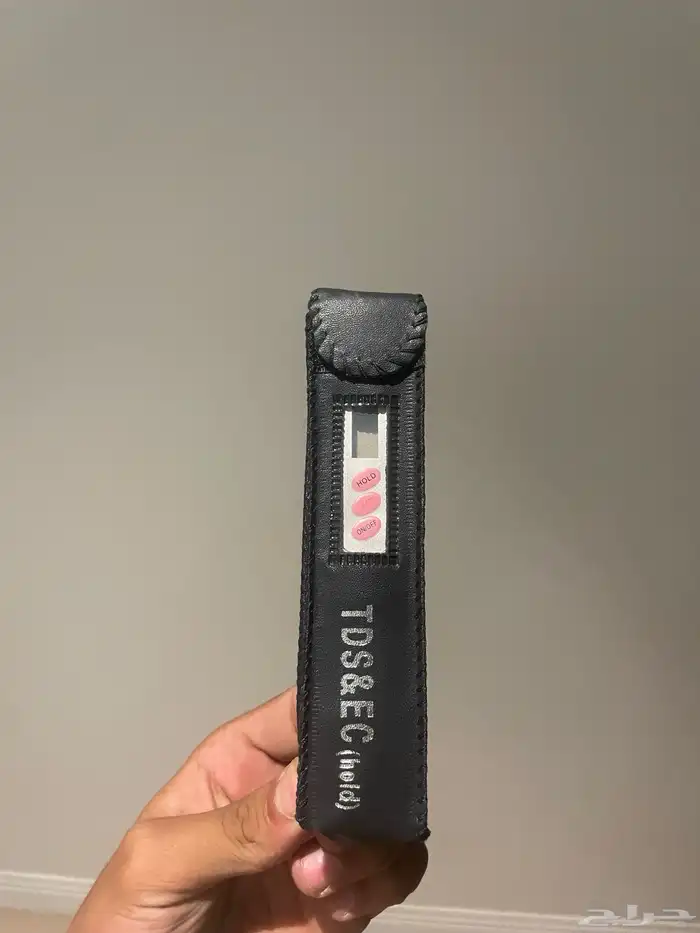 HOLD
ON/OFF
TDS&EC (hold)
حراج